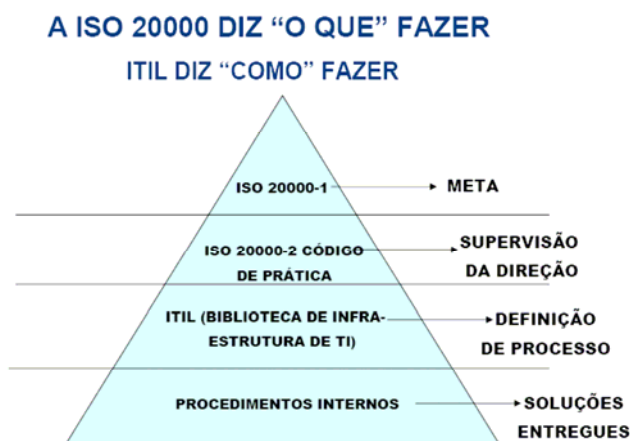 A ISO 20000 DIZ “O QUE” FAZER
ITIL DIZ “COMO” FAZER
ISO 20000-1
META
ISO 20000-2 CÓDIGO
DE PRÁTICA
SUPERVISÃO
DA DIREÇÃO
ITIL (BIBLIOTECA DE INFRA-
ESTRUTURA DE TI)
DEFINIÇÃO
DE PROCESSO
PROCEDIMENTOS INTERNOS
SOLUÇÕES
ENTREGUES